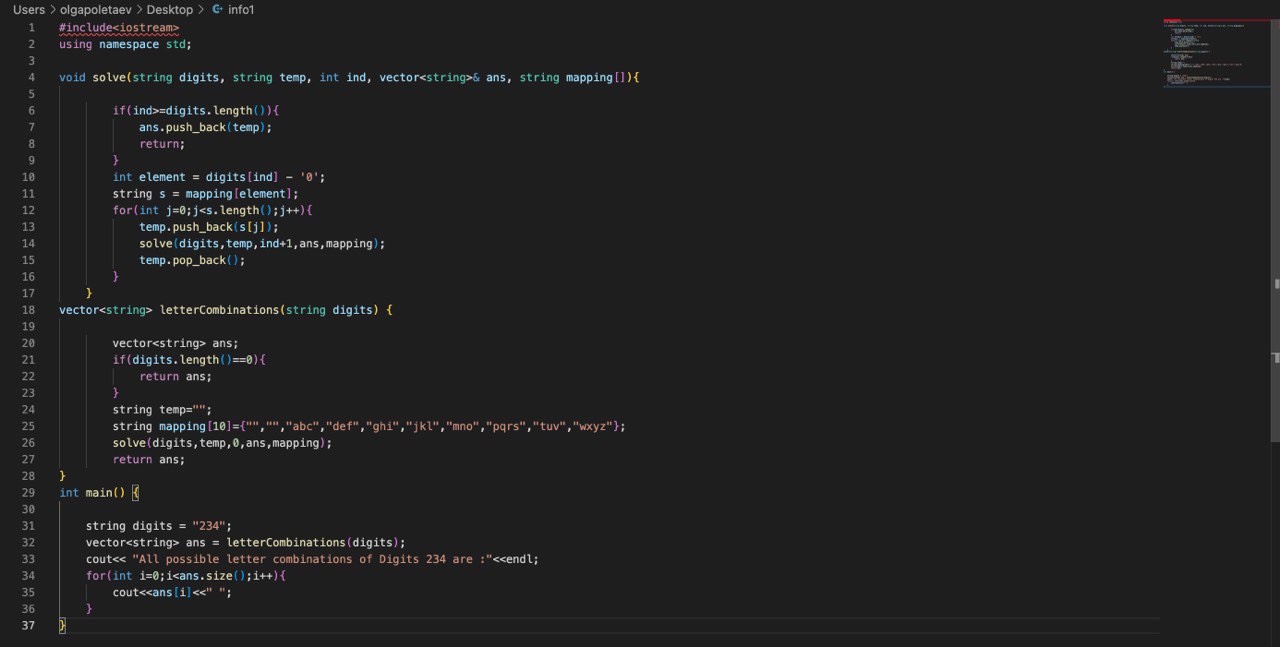 Users > olgapoletaev > Desktop > C++ info1
1 #include<iostream>
2 using namespace std;
3
4 void solve(string digits, string temp, int ind, vector<string>& ans, string mapping[]){
5
6         if(ind>=digits.length()){
7             ans.push_back(temp);
8             return;
9         }
10         int element = digits[ind] - '0';
11         string s = mapping[element];
12         for(int j=0;j<s.length();j++){
13             temp.push_back(s[j]);
14             solve(digits,temp,ind+1,ans,mapping);
15             temp.pop_back();
16         }
17     }
18 vector<string> letterCombinations(string digits) {
19
20         vector<string> ans;
21         if(digits.length()==0){
22             return ans;
23         }
24         string temp="";
25         string mapping[10]={"","","abc","def","ghi","jkl","mno","pqrs","tuv","wxyz"};
26         solve(digits,temp,0,ans,mapping);
27         return ans;
28 }
29 int main() {
30
31     string digits = "234";
32     vector<string> ans = letterCombinations(digits);
33     cout<< "All possible letter combinations of Digits 234 are :"<<endl;
34     for(int i=0;i<ans.size();i++){
35         cout<<ans[i]<<" ";
36     }
37 }